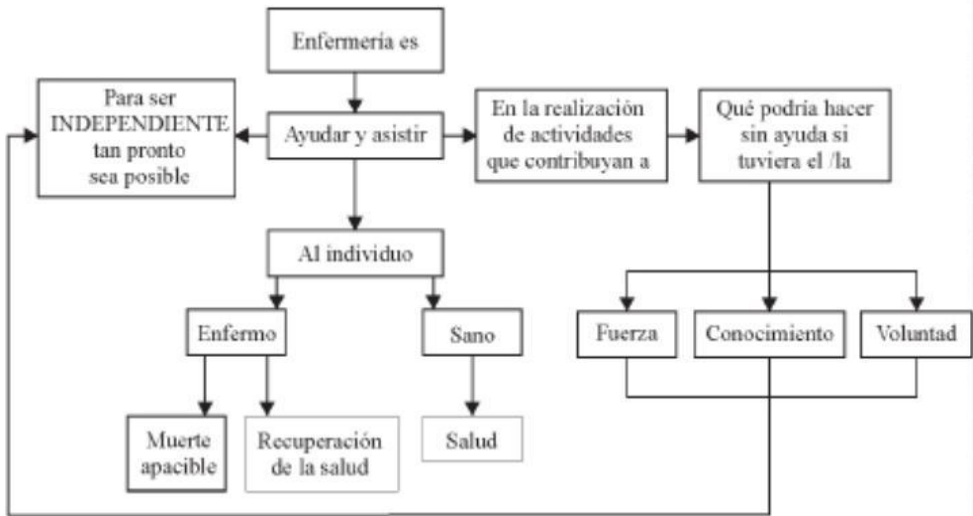 Enfermería es
Para ser
INDEPENDIENTE
tan pronto
sea posible
Ayudar y asistir
En la realización
de actividades
que contribuyan a
Qué podría hacer
sin ayuda si
tuviera el /la
Al individuo
Enfermo
Sano
Fuerza
Conocimiento
Voluntad
Muerte
apacible
Recuperación
de la salud
Salud